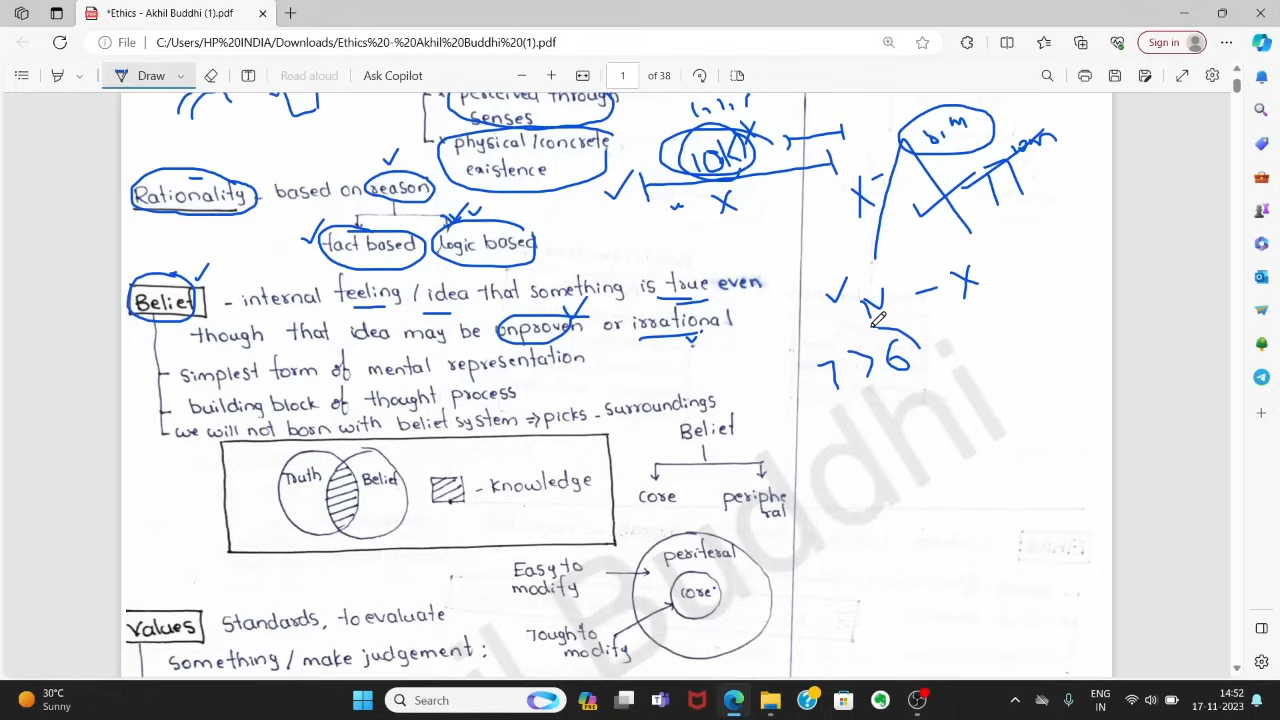 *Ethics - Akhil Buddhi (1).pdf
File C:/Users/HP%20INDIA/Downloads/Ethics%20-%20Akhil%20Buddhi%20(1).pdf
Sign in
Draw
Read aloud
Ask Copilot
1 of 38
perceived through
senses
physical/concrete
existence
10KM
Rationality - based on reason
fact based
logic based
Belief - internal feeling / idea that something is true even
though that idea may be unproven or irrational
simplest form of mental representation
building block of thought process
we will not born with belief system ⇒ picks - surroundings
776
Truth
Belief
- Knowledge
Belief
core
periphe
ral
Easy to
modify
periferal
core
Tough to
modify
Values
Standards, to evaluate
something / make judgement :
Akhil Buddhi
30°C
Sunny
Search
ENG
IN
14:52
17-11-2023